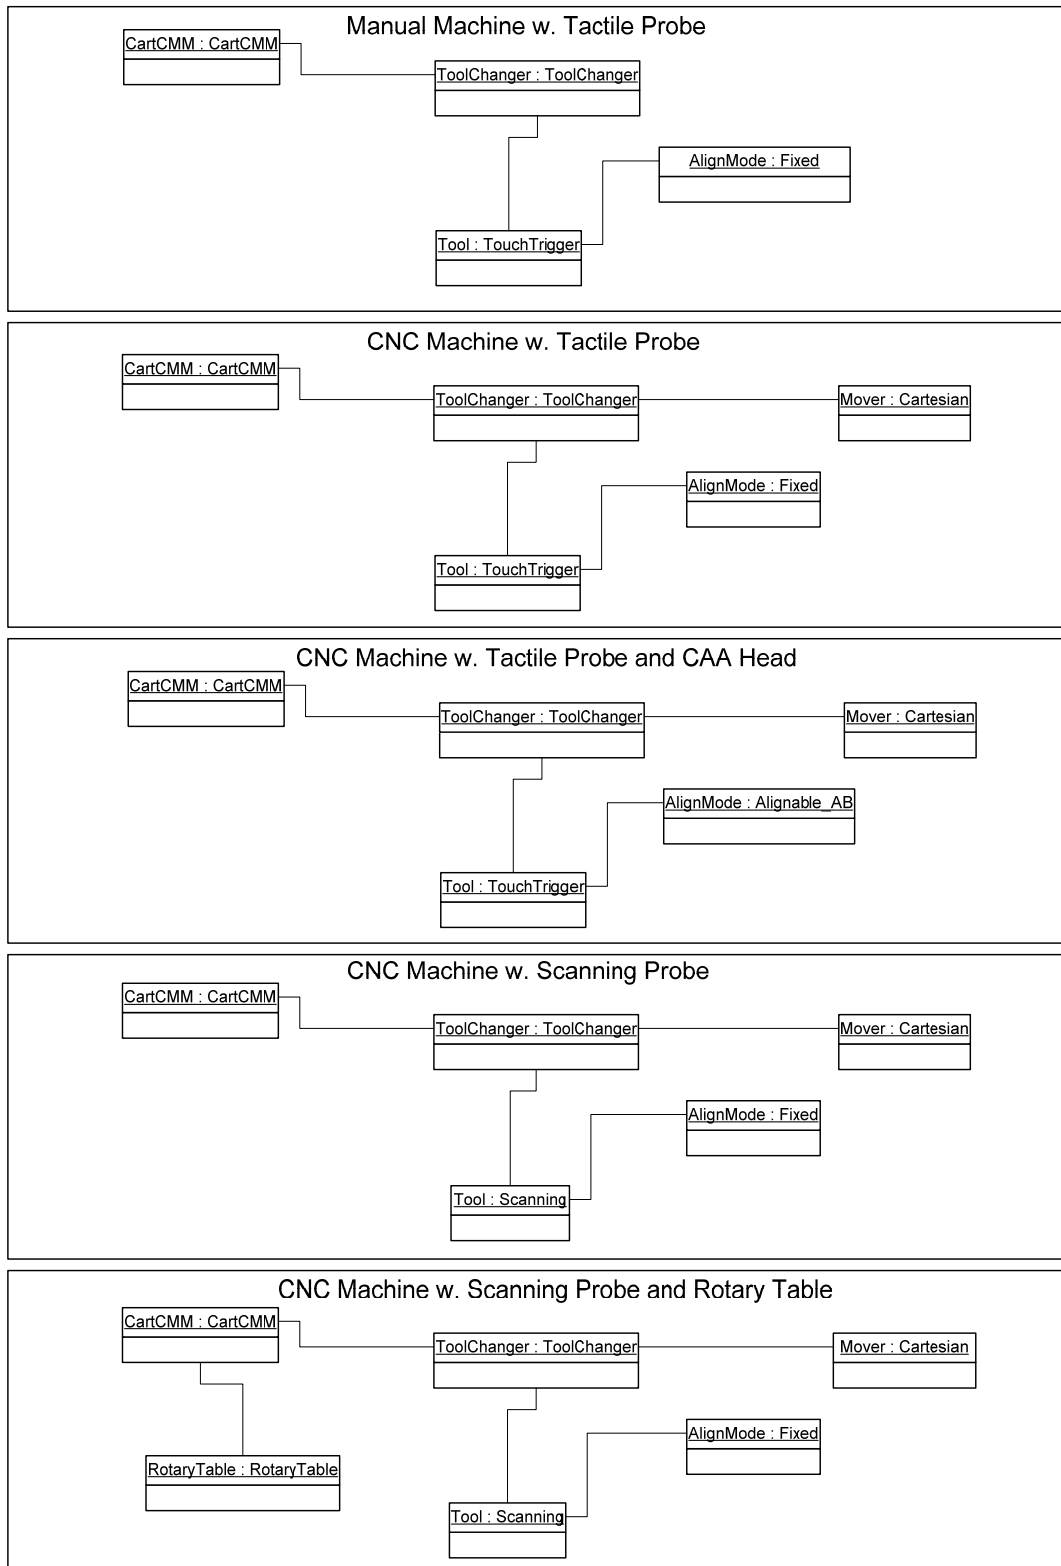 Manual Machine w. Tactile Probe
CartCMM : CartCMM
ToolChanger : ToolChanger
AlignMode : Fixed
Tool : TouchTrigger
CNC Machine w. Tactile Probe
CartCMM : CartCMM
ToolChanger : ToolChanger
Mover : Cartesian
AlignMode : Fixed
Tool : TouchTrigger
CNC Machine w. Tactile Probe and CAA Head
CartCMM : CartCMM
ToolChanger : ToolChanger
Mover : Cartesian
AlignMode : Alignable_AB
Tool : TouchTrigger
CNC Machine w. Scanning Probe
CartCMM : CartCMM
ToolChanger : ToolChanger
Mover : Cartesian
AlignMode : Fixed
Tool : Scanning
CNC Machine w. Scanning Probe and Rotary Table
CartCMM : CartCMM
ToolChanger : ToolChanger
Mover : Cartesian
AlignMode : Fixed
RotaryTable : RotaryTable
Tool : Scanning